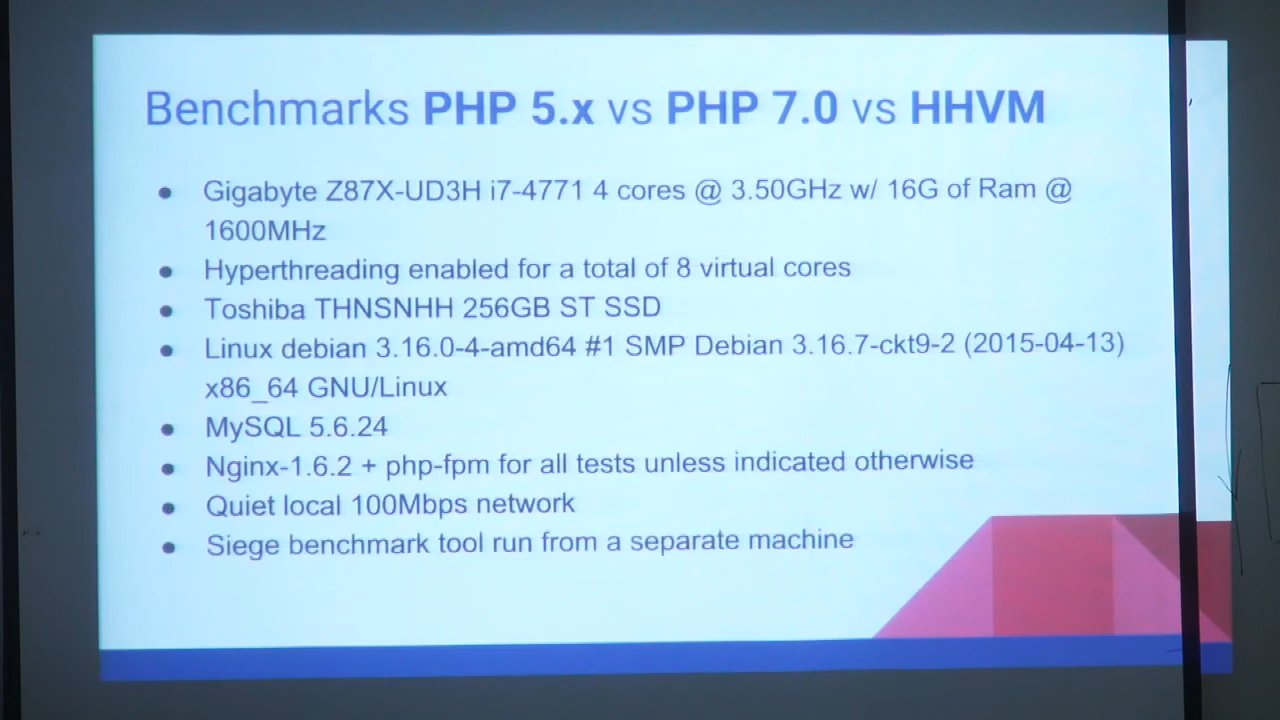 Benchmarks PHP 5.x vs PHP 7.0 vs HHVM
● Gigabyte Z87X-UD3H i7-4771 4 cores @ 3.50GHz w/ 16G of Ram @
1600MHz
● Hyperthreading enabled for a total of 8 virtual cores
● Toshiba THNSNHH 256GB ST SSD
● Linux debian 3.16.0-4-amd64 #1 SMP Debian 3.16.7-ckt9-2 (2015-04-13)
x86_64 GNU/Linux
● MySQL 5.6.24
● Nginx-1.6.2 + php-fpm for all tests unless indicated otherwise
● Quiet local 100Mbps network
● Siege benchmark tool run from a separate machine